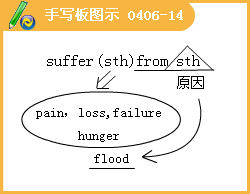 手写板图示 0406-14
suffer(sth)from sth
原因
pain，loss,failure
hunger
flood